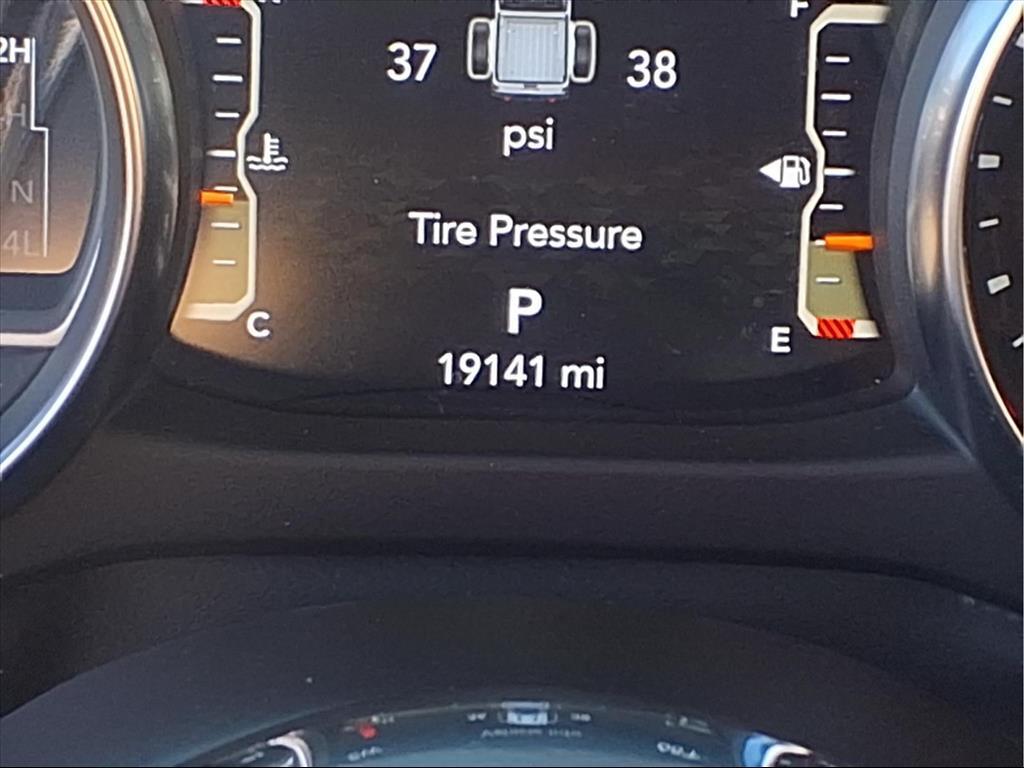 2H
H
N
4L
F
37 38
psi
Tire Pressure
C
P
E
19141 mi